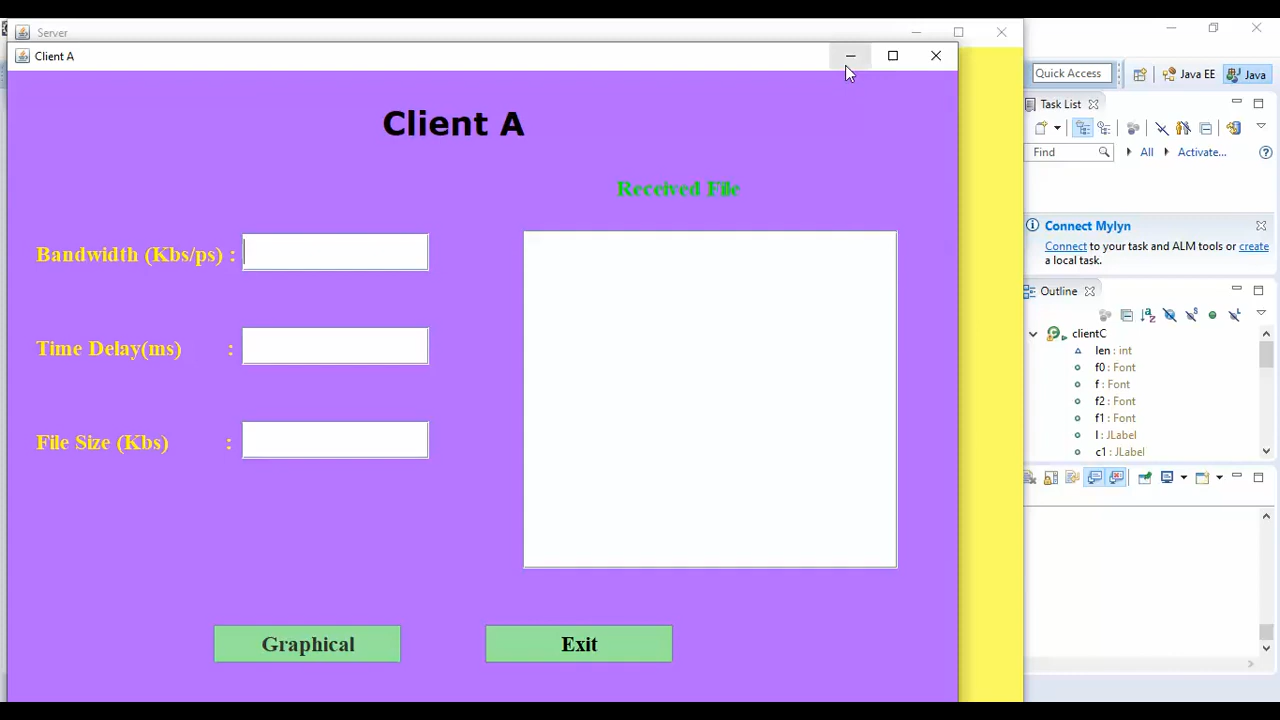 Server
Client A
Client A
Received File
Bandwidth (Kbs/ps) :
Time Delay(ms) :
File Size (Kbs) :
Graphical
Exit
Quick Access
Java EE
Java
Task List
Find
All
Activate...
Connect Mylyn
Connect to your task and ALM tools or create
a local task.
Outline
clientC
len : int
f0 : Font
f : Font
f2 : Font
f1 : Font
l : JLabel
c1 : JLabel